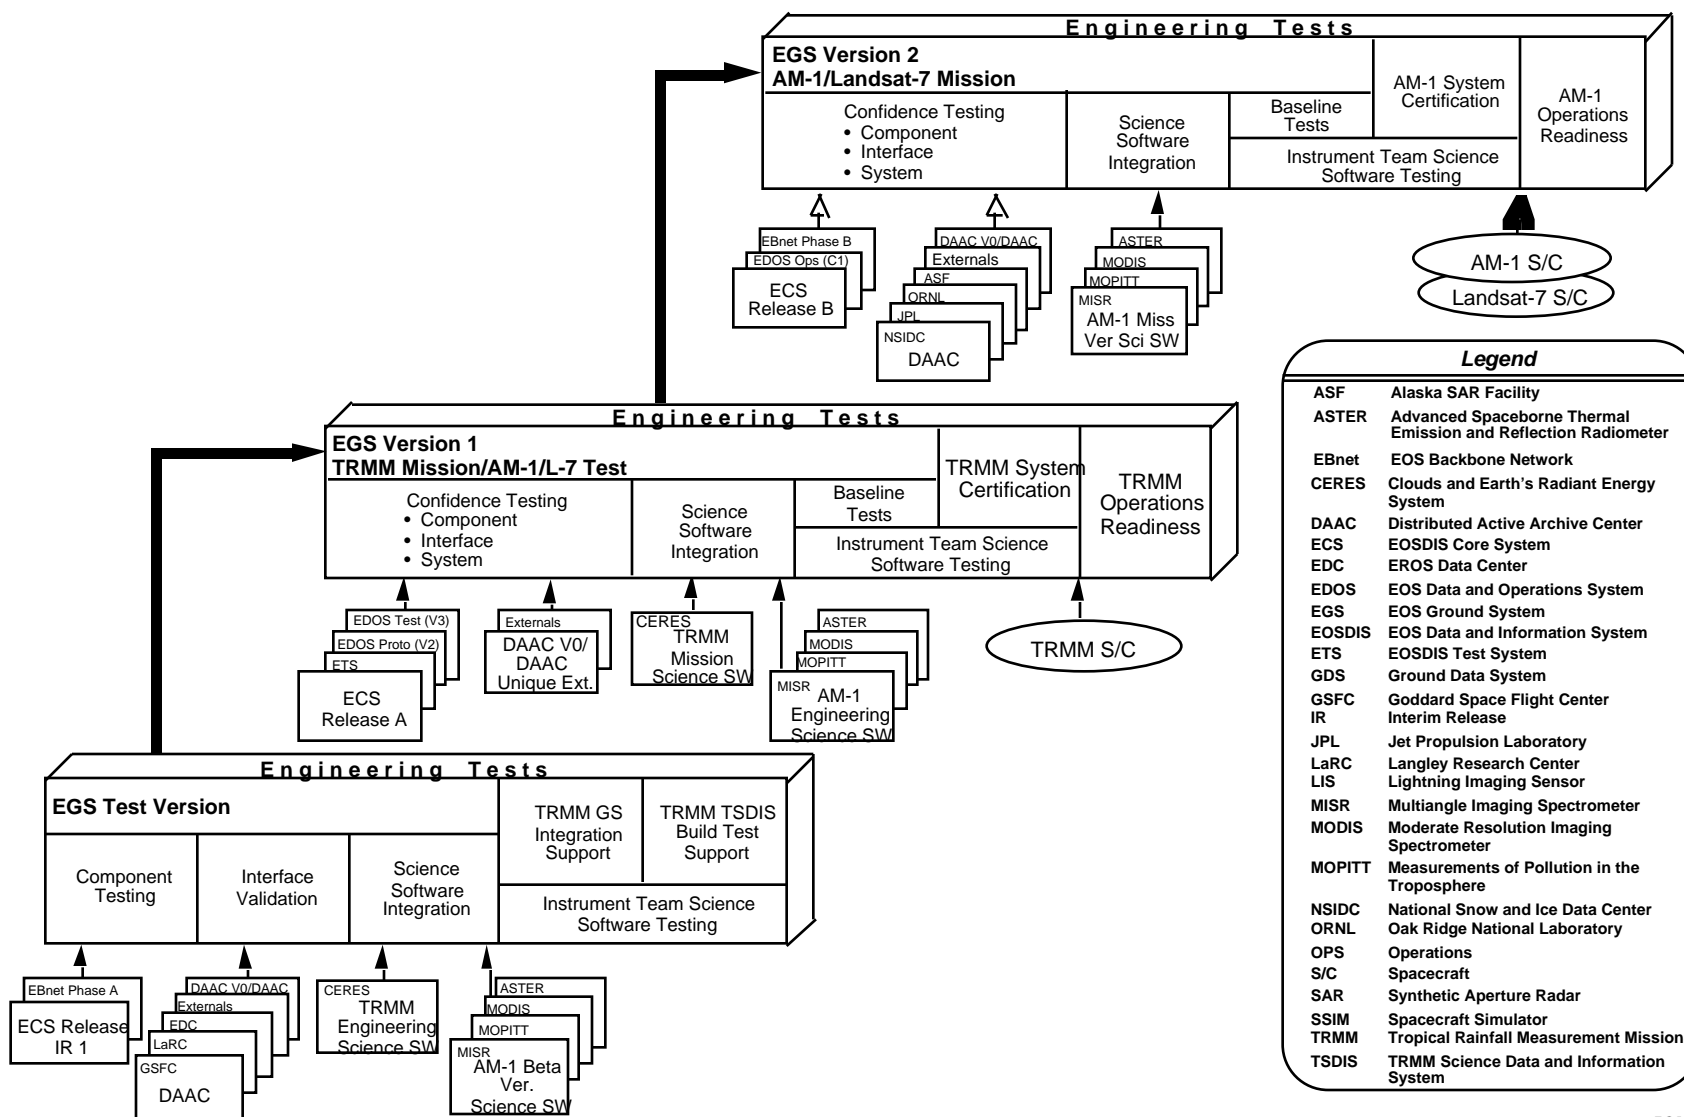 Engineering Tests
EGS Version 2
AM-1/Landsat-7 Mission
Confidence Testing
• Component
• Interface
• System
Science
Software
Integration
Baseline
Tests
AM-1 System
Certification
Instrument Team Science
Software Testing
AM-1
Operations
Readiness
EBnet Phase B
EDOS Ops (C1)
ECS
Release B
DAAC V0/DAAC
Externals
ASF
ORNL
JPL
NSIDC
DAAC
ASTER
MODIS
MOPITT
MISR
AM-1 Miss
Ver Sci SW
AM-1 S/C
Landsat-7 S/C
Engineering Tests
EGS Version 1
TRMM Mission/AM-1/L-7 Test
Confidence Testing
• Component
• Interface
• System
Science
Software
Integration
Baseline
Tests
TRMM System
Certification
Instrument Team Science
Software Testing
TRMM
Operations
Readiness
EDOS Test (V3)
EDOS Proto (V2)
ETS
ECS
Release A
Externals
DAAC V0/
DAAC
Unique Ext.
CERES
TRMM
Mission
Science SW
ASTER
MODIS
MOPITT
MISR
AM-1
Engineering
Science SW
TRMM S/C
Engineering Tests
EGS Test Version
Component
Testing
Interface
Validation
Science
Software
Integration
TRMM GS
Integration
Support
TRMM TSDIS
Build Test
Support
Instrument Team Science
Software Testing
EBnet Phase A
ECS Release
IR 1
DAAC V0/DAAC
Externals
EDC
LaRC
GSFC
DAAC
CERES
TRMM
Engineering
Science SW
ASTER
MODIS
MOPITT
MISR
AM-1 Beta
Ver.
Science SW
Legend
ASF Alaska SAR Facility
ASTER Advanced Spaceborne Thermal
Emission and Reflection Radiometer
EBnet EOS Backbone Network
CERES Clouds and Earth's Radiant Energy
System
DAAC Distributed Active Archive Center
ECS EOSDIS Core System
EDC EROS Data Center
EDOS EOS Data and Operations System
EGS EOS Ground System
EOSDIS EOS Data and Information System
ETS EOSDIS Test System
GDS Ground Data System
GSFC Goddard Space Flight Center
IR Interim Release
JPL Jet Propulsion Laboratory
LaRC Langley Research Center
LIS Lightning Imaging Sensor
MISR Multiangle Imaging Spectrometer
MODIS Moderate Resolution Imaging
Spectrometer
MOPITT Measurements of Pollution in the
Troposphere
NSIDC National Snow and Ice Data Center
ORNL Oak Ridge National Laboratory
OPS Operations
S/C Spacecraft
SAR Synthetic Aperture Radar
SSIM Spacecraft Simulator
TRMM Tropical Rainfall Measurement Mission
TSDIS TRMM Science Data and Information
System